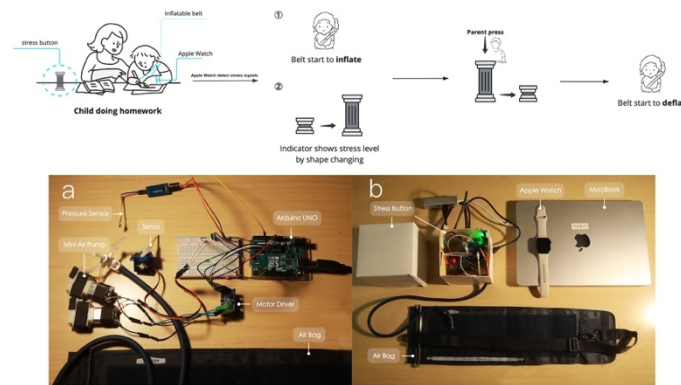 Inflatable belt
stress button
Apple Watch
Apple Watch detect stress signals
Child doing homework
①
Belt start to inflate
②
Indicator shows stress level
by shape changing
Parent press
Belt start to defla
a
Pressure Sensor
Servo
Arduino UNO
Mini Air Pump
Motor Driver
Air Bag
b
Stress Button
Apple Watch
MacBook
Air Bag